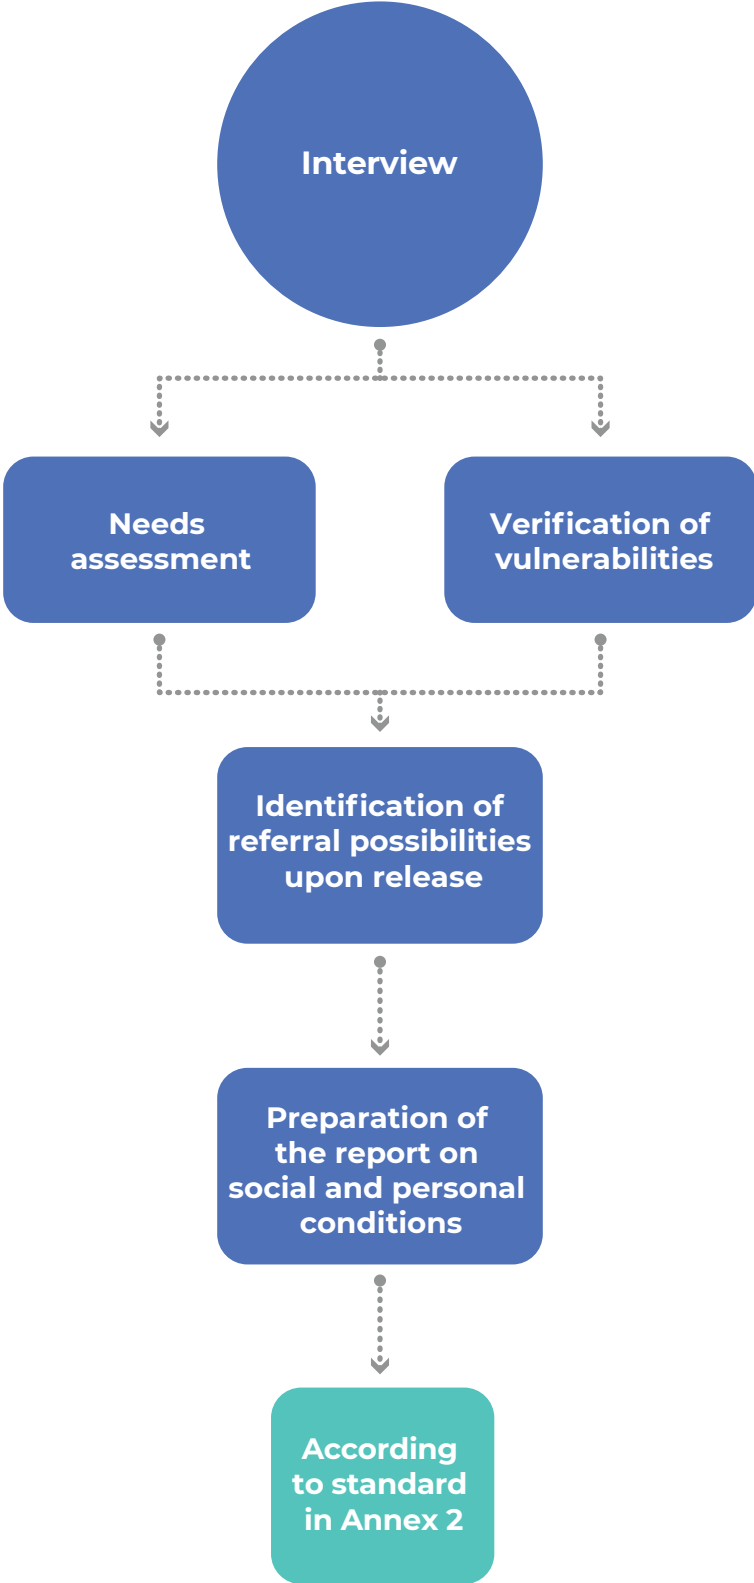 Interview
Needs
assessment
Verification of
vulnerabilities
Identification of
referral possibilities
upon release
Preparation of
the report on
social and personal
conditions
According
to standard
in Annex 2